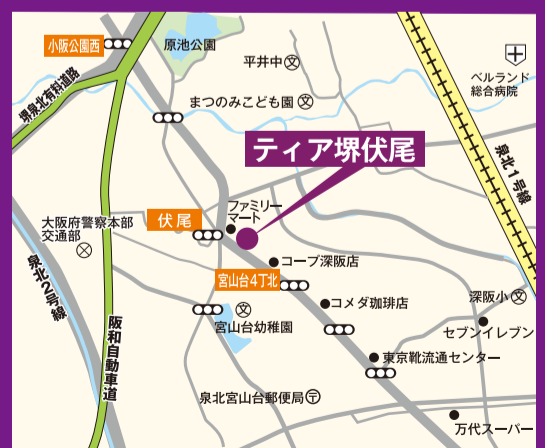 小阪公園西
原池公園
平井中
ベルランド
総合病院
堺泉北有料道路
まつのみこども園
ティア堺伏尾
泉北1号線
ファミリー
マート
伏尾
大阪府警察本部
交通部
コープ深阪店
泉北2号線
宮山台4丁北
コメダ珈琲店
深阪小
宮山台幼稚園
セブンイレブン
阪和自動車道
東京靴流通センター
泉北宮山台郵便局
万代スーパー